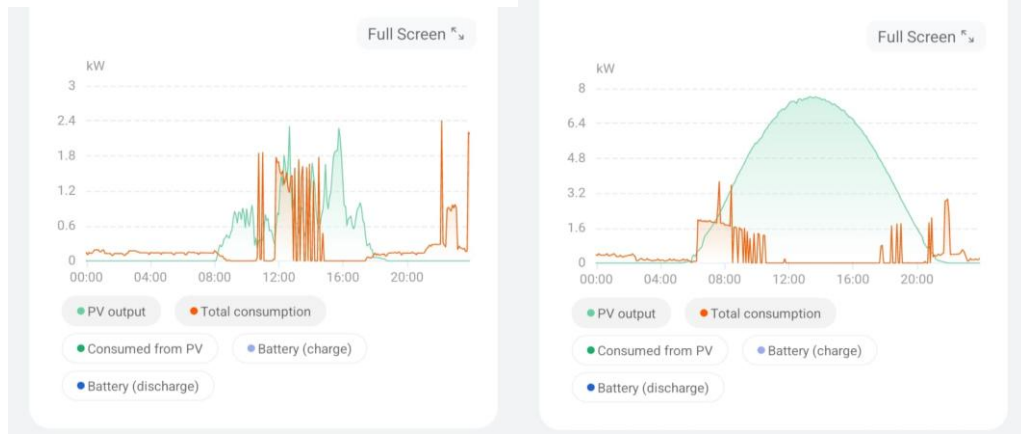 Full Screen
kW
3
2.4
1.8
1.2
0.6
0
00:00 04:00 08:00 12:00 16:00 20:00
PV output Total consumption
Consumed from PV Battery (charge)
Battery (discharge)
Full Screen
kW
8
6.4
4.8
3.2
1.6
0
00:00 04:00 08:00 12:00 16:00 20:00
PV output Total consumption
Consumed from PV Battery (charge)
Battery (discharge)